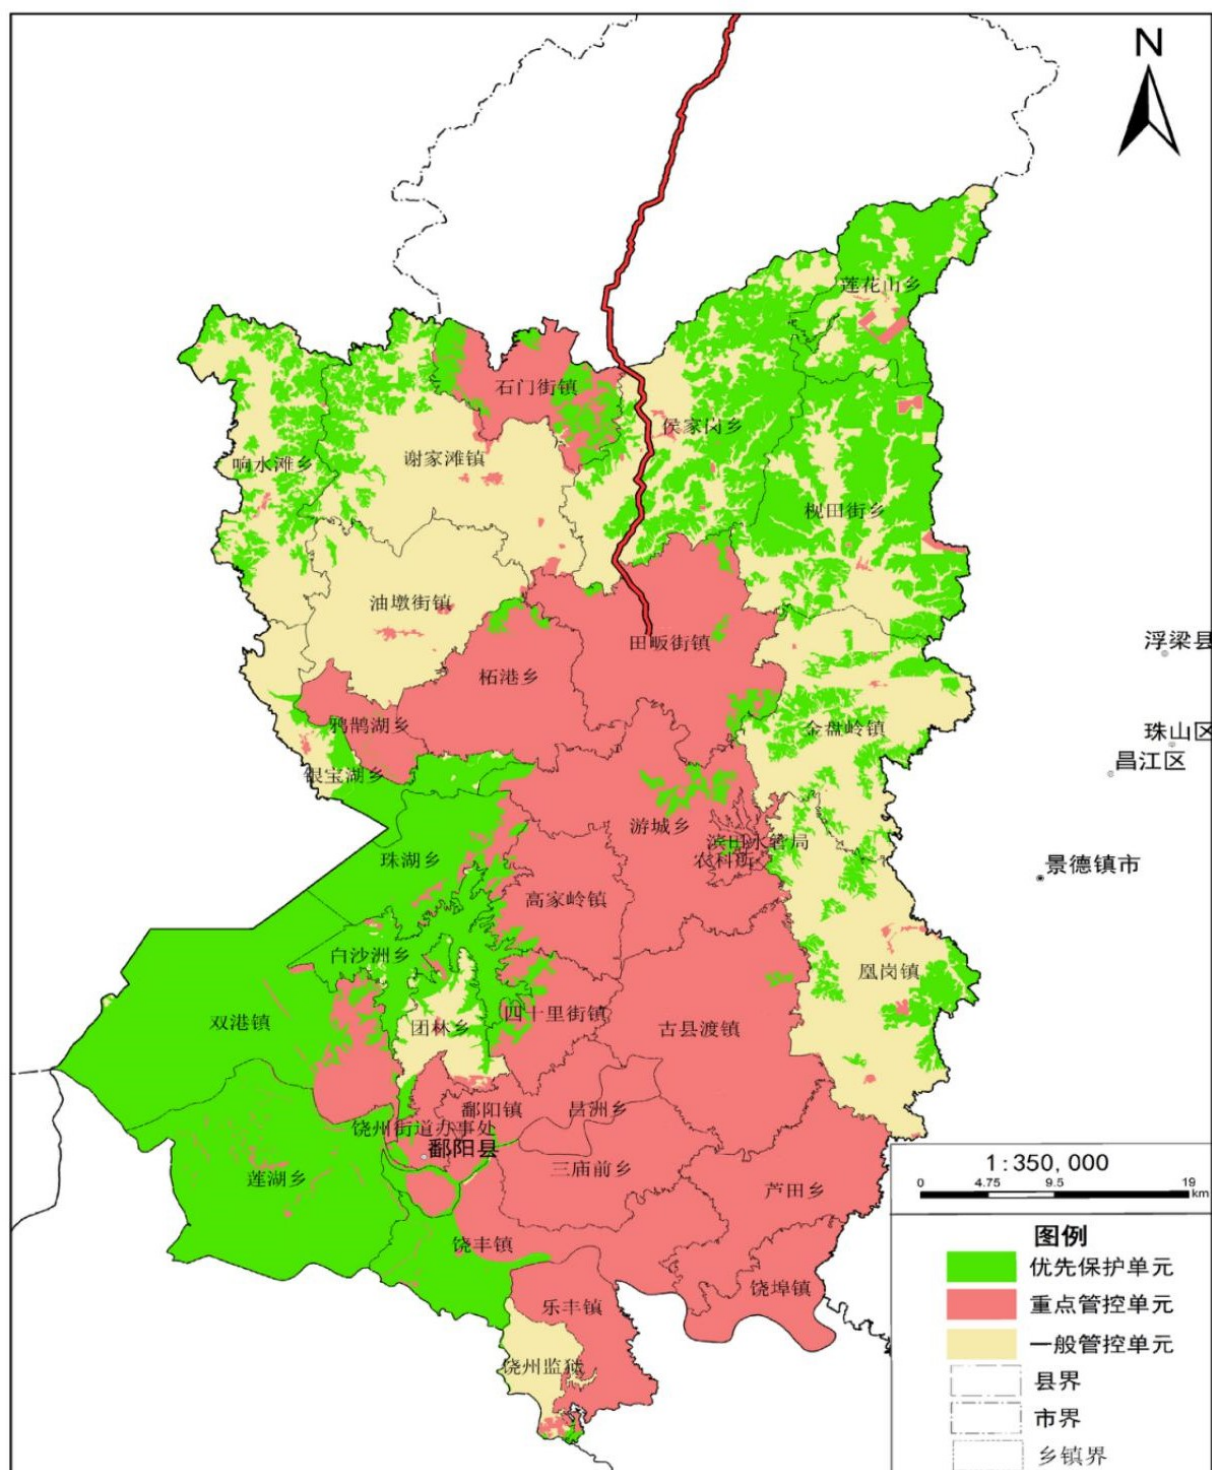 N
莲花山乡
石门街镇
侯家岗乡
谢家滩镇
响水滩乡
枧田街乡
油墩街镇
田畈街镇
浮梁县
柘港乡
鸦鹊湖乡
金盘岭镇
珠山区
昌江区
银宝湖乡
游城乡
滨田水管局
农科所
珠湖乡
景德镇市
高家岭镇
白沙洲乡
凰岗镇
双港镇
团林乡
四十里街镇
古县渡镇
鄱阳镇
昌洲乡
饶州街道办事处
鄱阳县
三庙前乡
莲湖乡
芦田乡
饶丰镇
饶埠镇
乐丰镇
饶州监狱
1:350,000
0 4.75 9.5 19
km
图例
优先保护单元
重点管控单元
一般管控单元
县界
市界
乡镇界